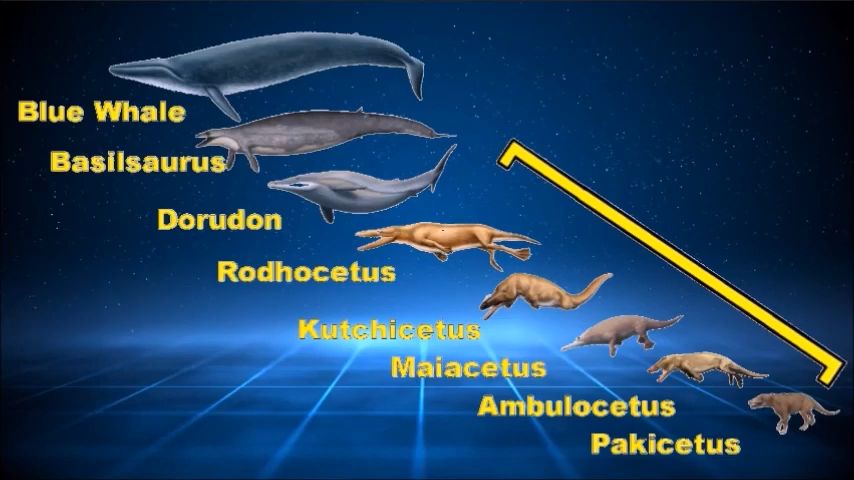 Blue Whale
Basilsaurus
Dorudon
Rodhocetus
Kutchicetus
Maiacetus
Ambulocetus
Pakicetus